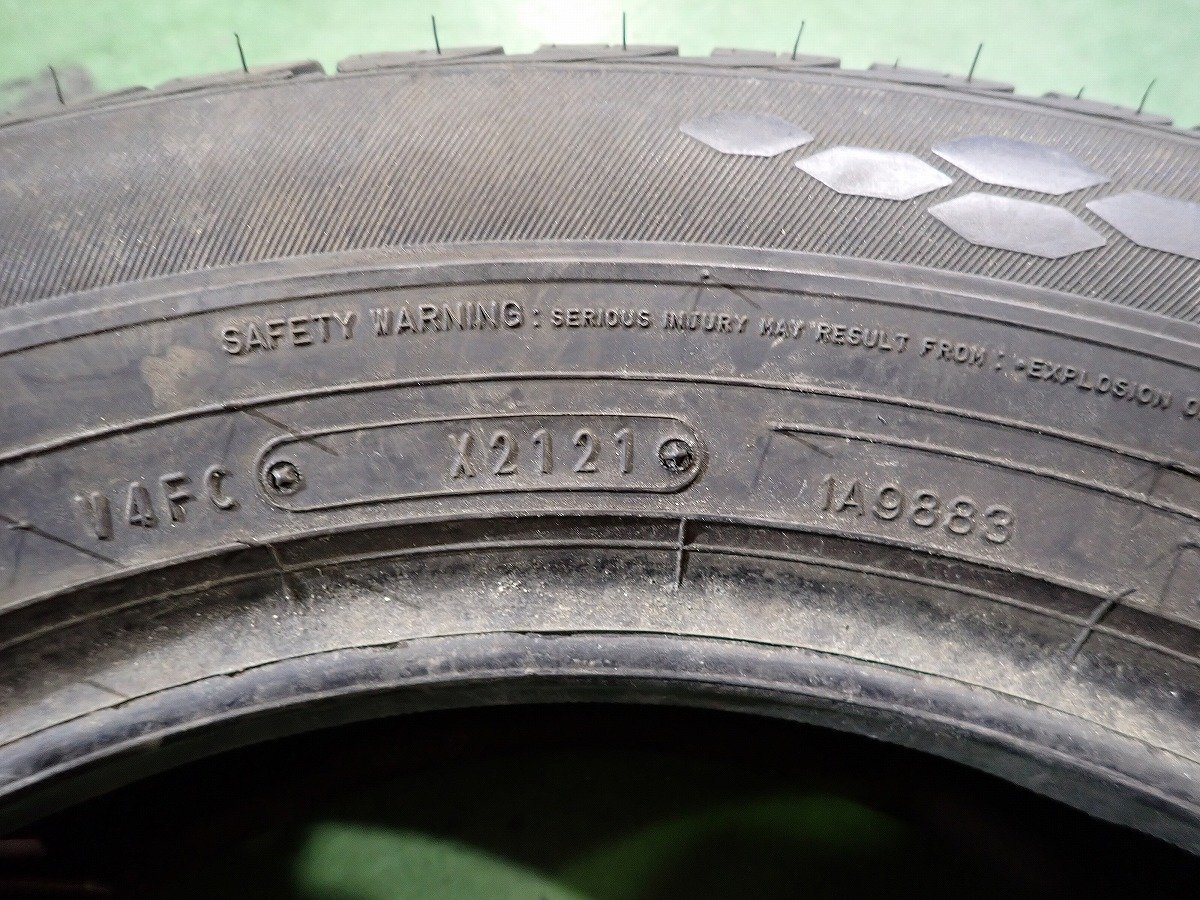 SAFETY WARNING : SERIOUS INJURY MAY RESULT FROM : •EXPLOSION
V4FC X2121 1A9883